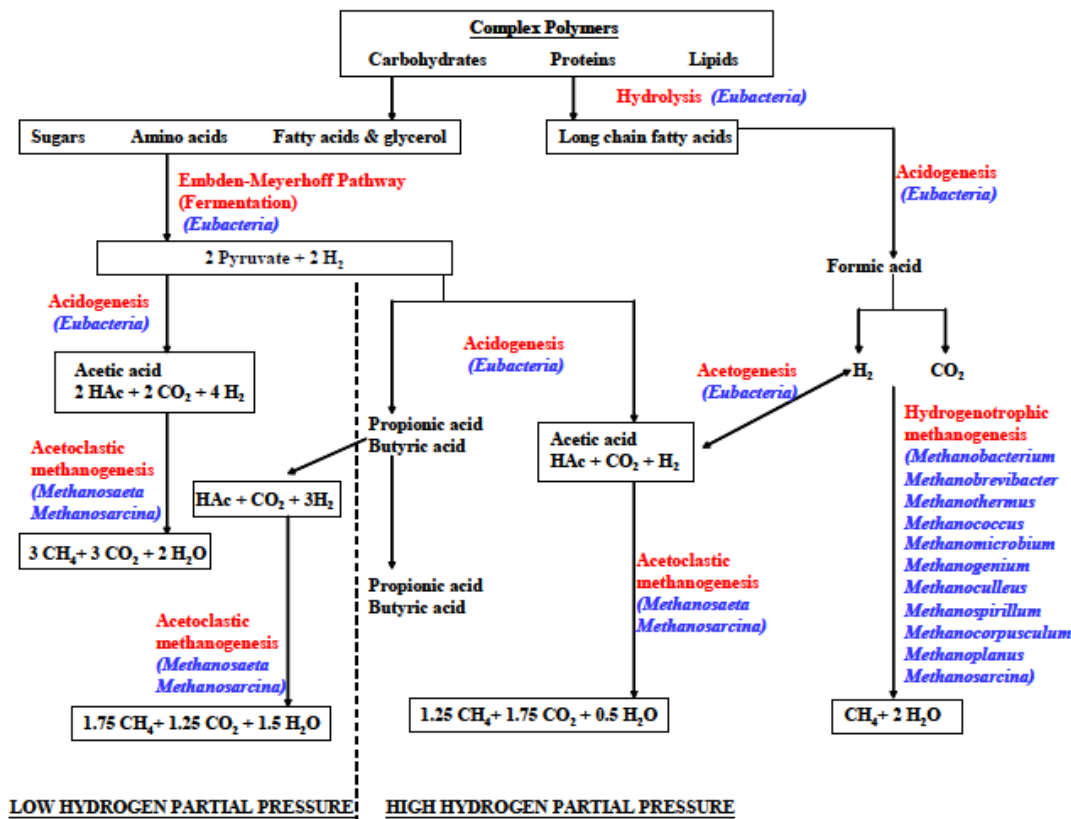 Complex Polymers
Carbohydrates Proteins Lipids
Hydrolysis (Eubacteria)
Sugars Amino acids Fatty acids & glycerol
Long chain fatty acids
Embden-Meyerhoff Pathway
(Fermentation)
(Eubacteria)
Acidogenesis
(Eubacteria)
2 Pyruvate + 2 H₂
Formic acid
Acidogenesis
(Eubacteria)
Acidogenesis
(Eubacteria)
Acetogenesis
(Eubacteria)
H₂ CO₂
Acetic acid
2 HAc + 2 CO₂ + 4 H₂
Propionic acid
Butyric acid
Acetic acid
HAc + CO₂ + H₂
Hydrogenotrophic
methanogenesis
(Methanobacterium
Methanobrevibacter
Methanothermus
Methanococcus
Methanomicrobium
Methanogenium
Methanoculleus
Methanospirillum
Methanocorpusculum
Methanoplanus
Methanosarcina)
Acetoclastic
methanogenesis
(Methanosaeta
Methanosarcina)
HAc + CO₂ + 3H₂
3 CH₄+ 3 CO₂ + 2 H₂O
Propionic acid
Butyric acid
Acetoclastic
methanogenesis
(Methanosaeta
Methanosarcina)
Acetoclastic
methanogenesis
(Methanosaeta
Methanosarcina)
1.75 CH₄+ 1.25 CO₂ + 1.5 H₂O
1.25 CH₄+ 1.75 CO₂ + 0.5 H₂O
CH₄+ 2 H₂O
LOW HYDROGEN PARTIAL PRESSURE
HIGH HYDROGEN PARTIAL PRESSURE